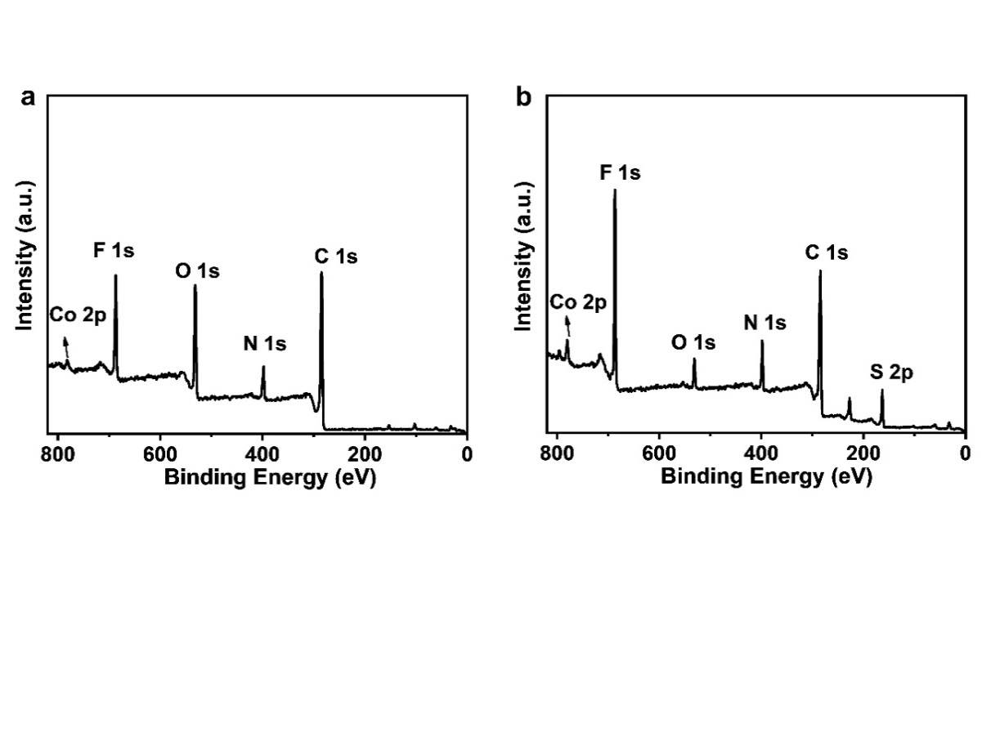 a
Intensity (a.u.)
Co 2p
F 1s
O 1s
N 1s
C 1s
800
600
400
200
0
Binding Energy (eV)
b
Intensity (a.u.)
Co 2p
F 1s
O 1s
N 1s
C 1s
S 2p
800
600
400
200
0
Binding Energy (eV)